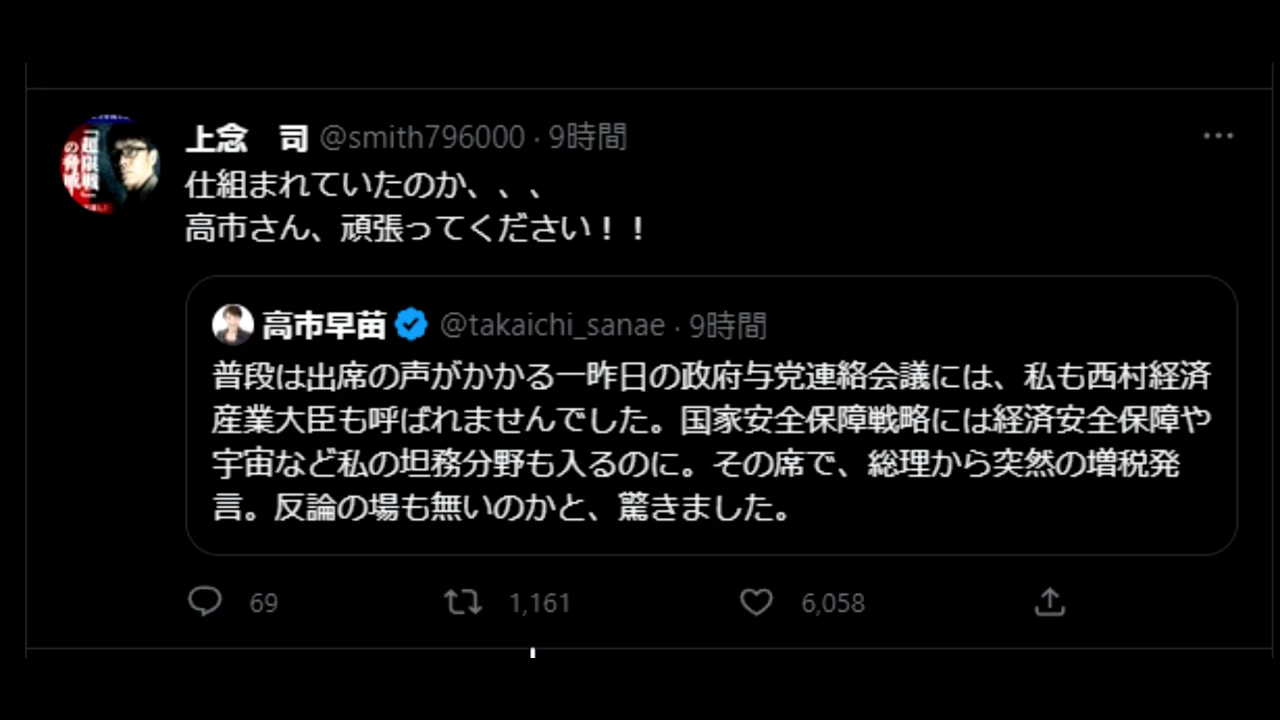 「超限戦」
の脅威
上念　司 @smith796000 · 9時間
仕組まれていたのか、、、
高市さん、頑張ってください！！
高市早苗 @takaichi_sanae · 9時間
普段は出席の声がかかる一昨日の政府与党連絡会議には、私も西村経済
産業大臣も呼ばれませんでした。国家安全保障戦略には経済安全保障や
宇宙など私の坦務分野も入るのに。その席で、総理から突然の増税発
言。反論の場も無いのかと、驚きました。
69 1,161 6,058